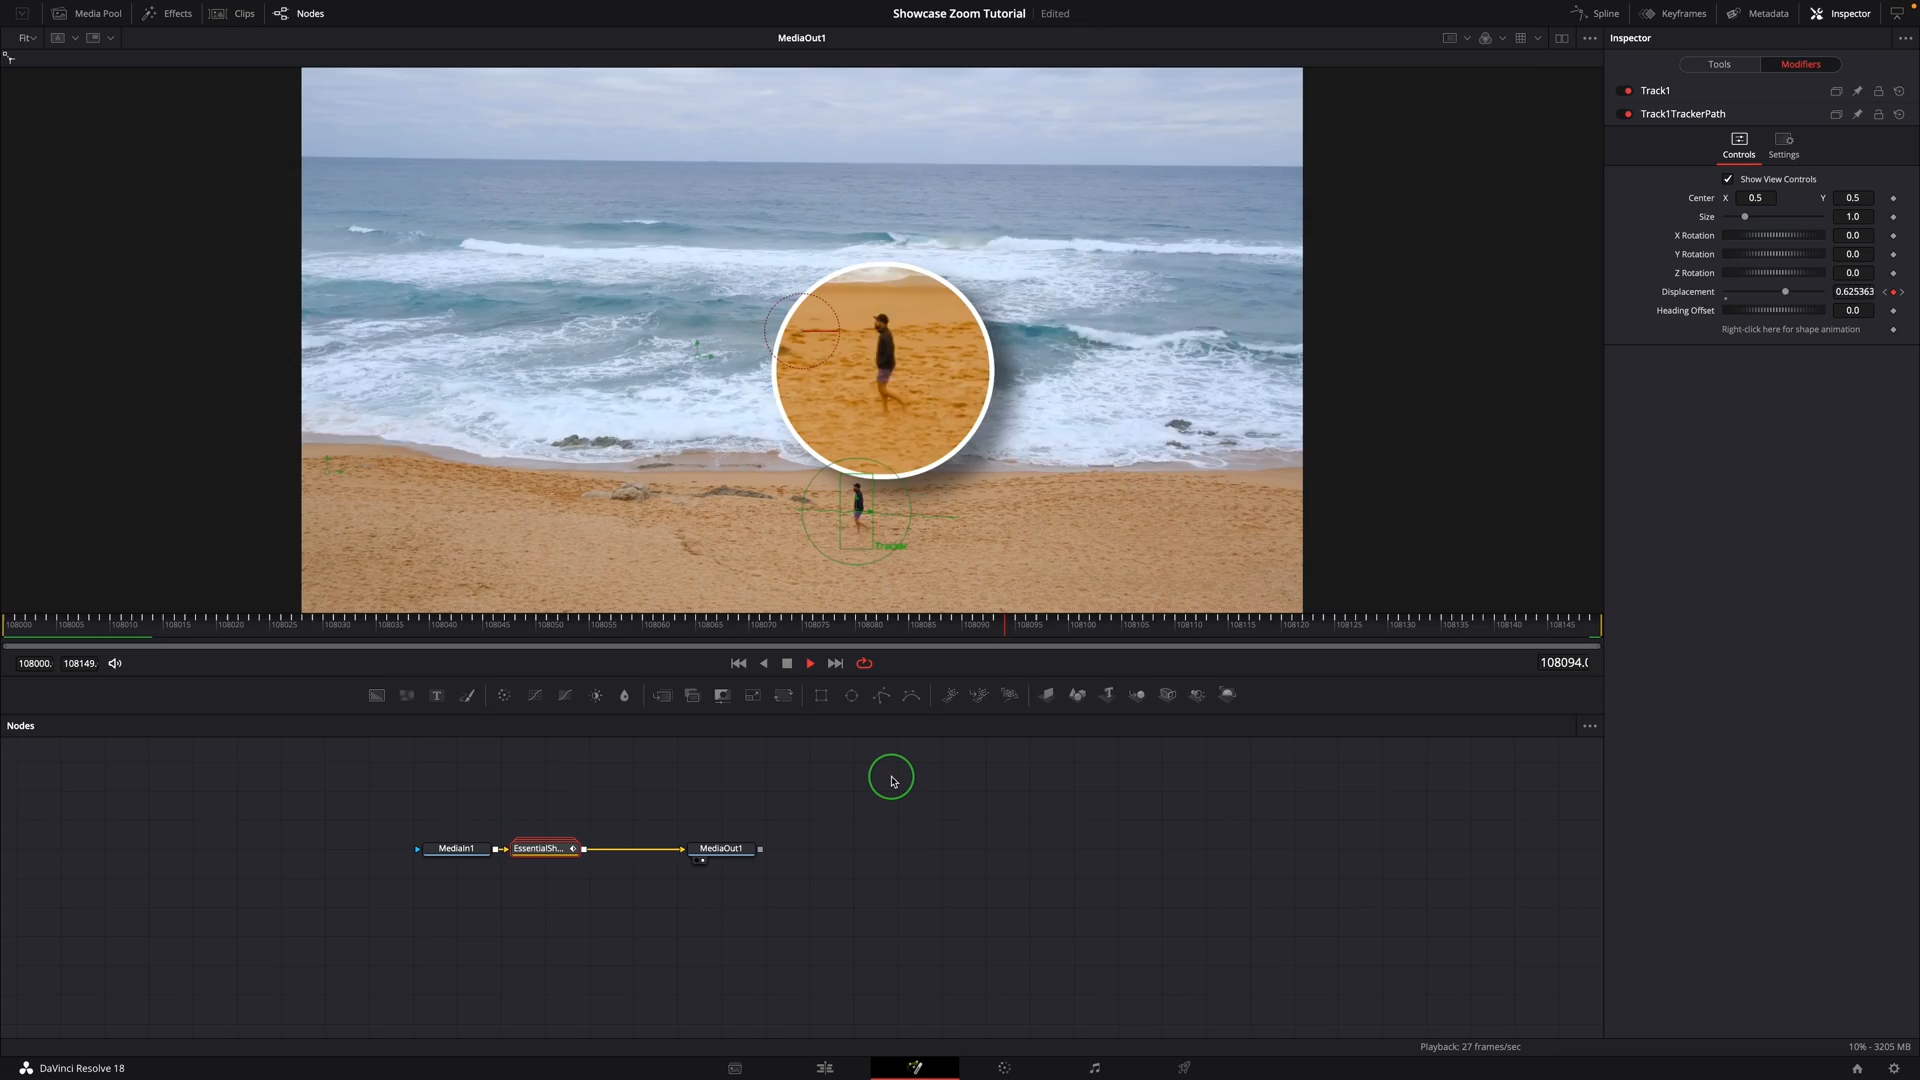 Media Pool Effects Clips Nodes Showcase Zoom Tutorial Edited Spline Keyframes Metadata Inspector
Fit MediaOut1 Inspector
Tools Modifiers
Track1
Track1TrackerPath
Controls Settings
Show View Controls
Center X 0.5 Y 0.5
Size 1.0
X Rotation 0.0
Y Rotation 0.0
Z Rotation 0.0
Displacement 0.625363
Heading Offset 0.0
Right-click here for shape animation
108000 108005 108010 108015 108020 108025 108030 108035 108040 108045 108050 108055 108060 108065 108070 108075 108080 108085 108090 108095 108100 108105 108110 108115 108120 108125 108130 108135 108140 108145
108000. 108149. 108094.0
Nodes
MediaIn1 EssentialSh... MediaOut1
Playback: 27 frames/sec 10% - 3205 MB
DaVinci Resolve 18